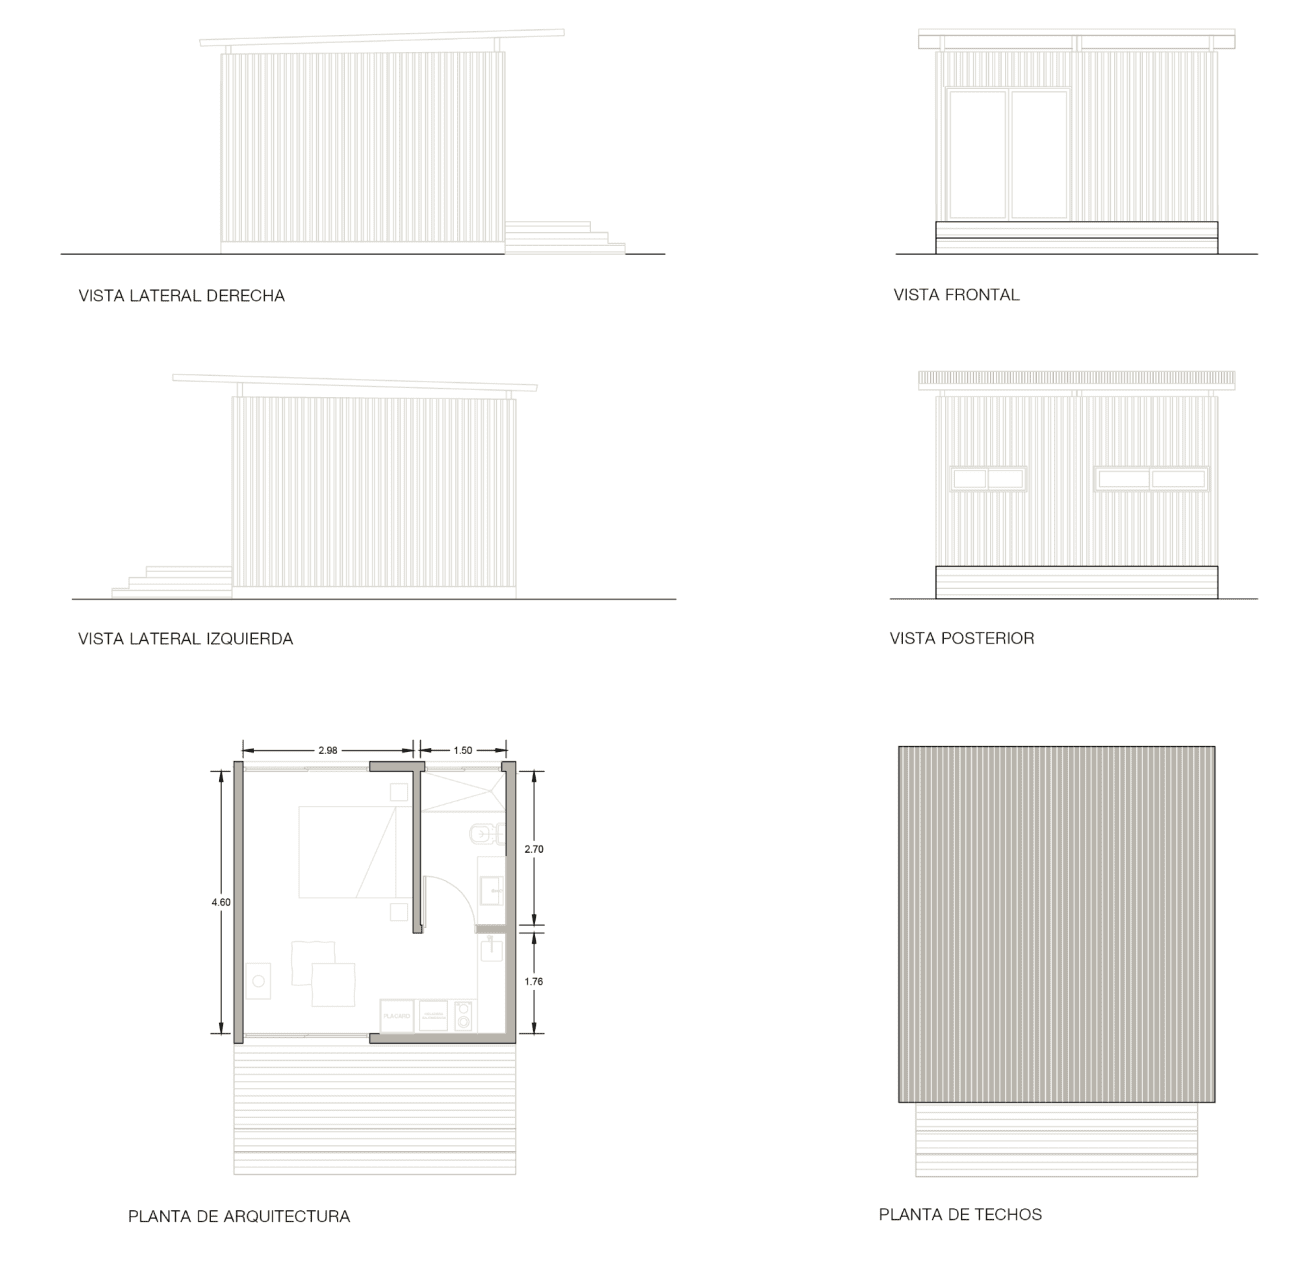 VISTA LATERAL DERECHA
VISTA FRONTAL
VISTA LATERAL IZQUIERDA
VISTA POSTERIOR
2.98
1.50
2.70
4.60
1.76
PLACARD
PLANTA DE ARQUITECTURA
PLANTA DE TECHOS